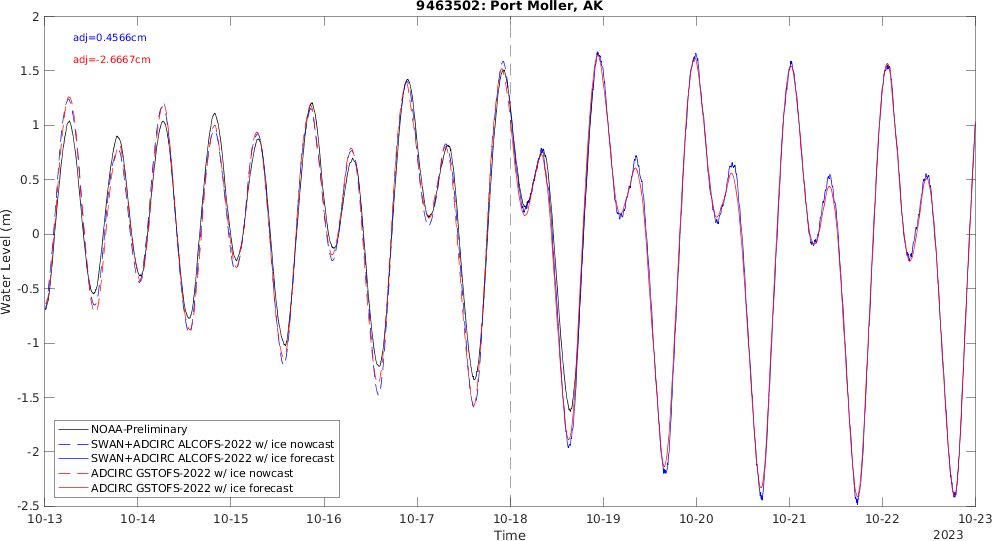 9463502: Port Moller, AK
adj=0.4566cm
adj=-2.6667cm
Water Level (m)
2
1.5
1
0.5
0
-0.5
-1
-1.5
-2
-2.5
NOAA-Preliminary
SWAN+ADCIRC ALCOFS-2022 w/ ice nowcast
SWAN+ADCIRC ALCOFS-2022 w/ ice forecast
ADCIRC GSTOFS-2022 w/ ice nowcast
ADCIRC GSTOFS-2022 w/ ice forecast
10-13 10-14 10-15 10-16 10-17 10-18 10-19 10-20 10-21 10-22 10-23
Time
2023